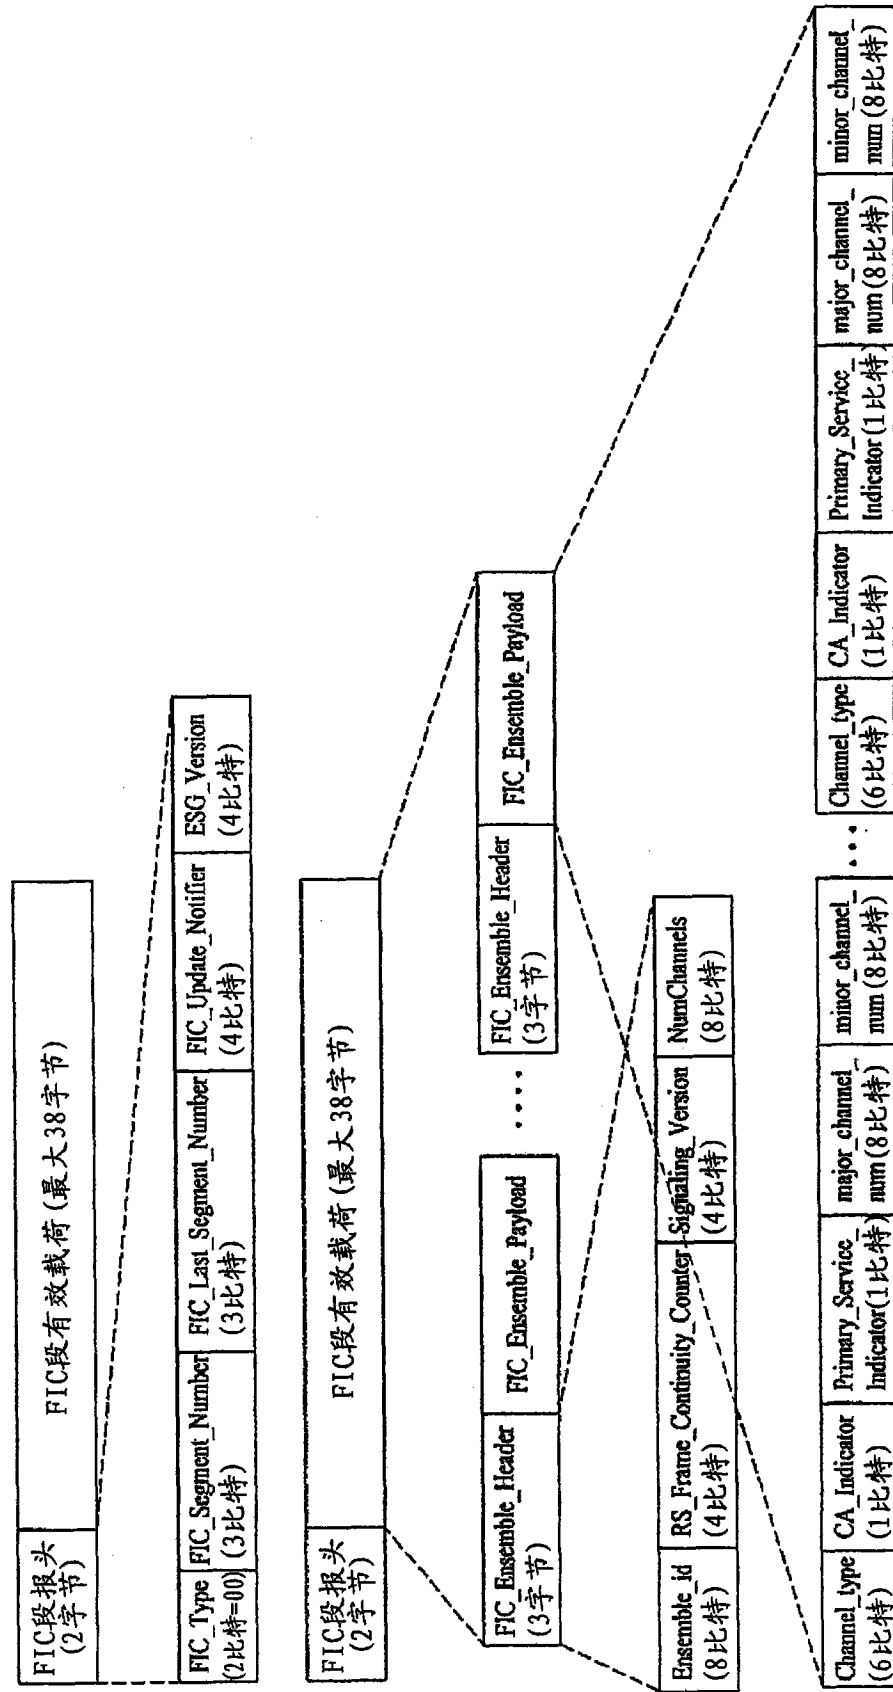 FIC段报头
(2字节)
FIC段有效载荷(最大38字节)
FIC_Type
(2比特=00)
FIC_Segment_Number
(3比特)
FIC_Last_Segment_Number
(3比特)
FIC_Update_Notifier
(4比特)
ESG_Version
(4比特)
FIC段报头
(2字节)
FIC段有效载荷(最大38字节)
FIC_Ensemble_Header
(3字节)
FIC_Ensemble_Payload
....
FIC_Ensemble_Header
(3字节)
FIC_Ensemble_Payload
Ensemble_id
(8比特)
RS_Frame_Continuity_Counter
(4比特)
Signaling_Version
(4比特)
NumChannels
(8比特)
Channel_type
(6比特)
CA_Indicator
(1比特)
Primary_Service_
Indicator(1比特)
major_channel_
num(8比特)
minor_channel_
num(8比特)
...
Channel_type
(6比特)
CA_Indicator
(1比特)
Primary_Service_
Indicator(1比特)
major_channel_
num(8比特)
minor_channel_
num(8比特)